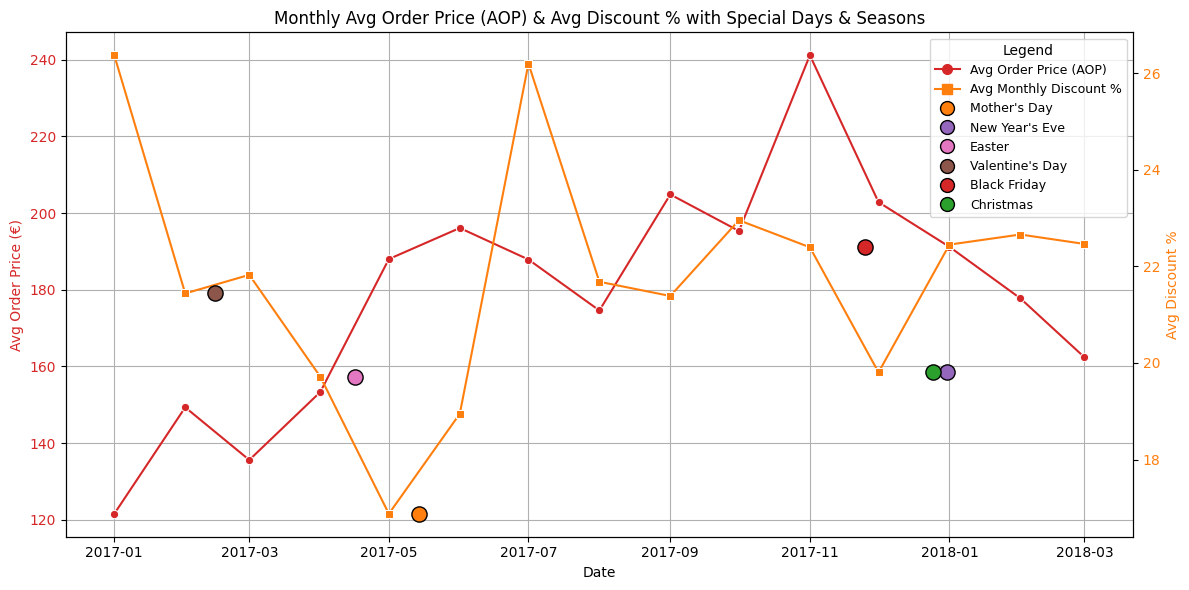 Monthly Avg Order Price (AOP) & Avg Discount % with Special Days & Seasons
Avg Order Price (€)
240
220
200
180
160
140
120
26
24
22
20
18
Avg Discount %
Legend
Avg Order Price (AOP)
Avg Monthly Discount %
Mother's Day
New Year's Eve
Easter
Valentine's Day
Black Friday
Christmas
2017-01
2017-03
2017-05
2017-07
2017-09
2017-11
2018-01
2018-03
Date